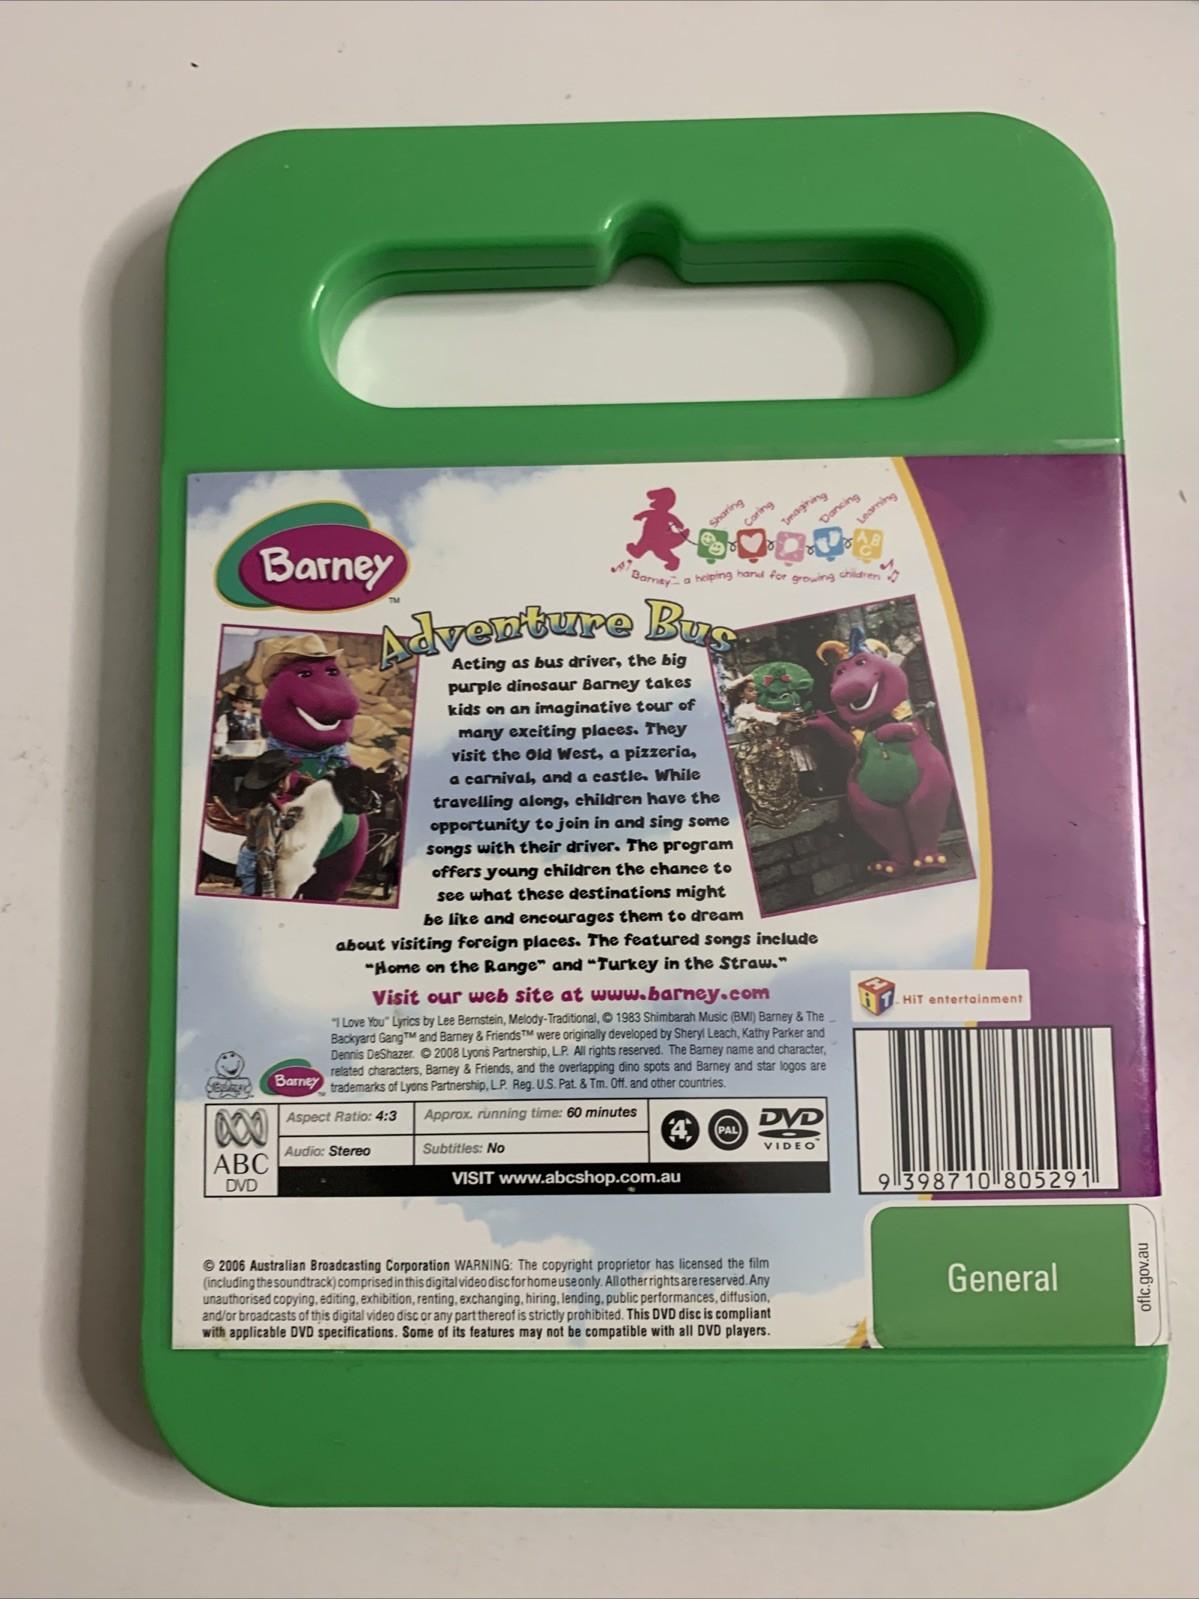 Barney
TM
Sharing
Caring
Imagining
Dancing
Learning
A B
C
Barney™... a helping hand for growing children
Adventure Bus
Acting as bus driver, the big
purple dinosaur Barney takes
kids on an imaginative tour of
many exciting places. They
visit the Old West, a pizzeria,
a carnival, and a castle. While
travelling along, children have the
opportunity to join in and sing some
songs with their driver. The program
offers young children the chance to
see what these destinations might
be like and encourages them to dream
about visiting foreign places. The featured songs include
"Home on the Range" and "Turkey in the Straw."
Visit our web site at www.barney.com
HiT
HiT entertainment
"I Love You" Lyrics by Lee Bernstein, Melody-Traditional, © 1983 Shimbarah Music (BMI) Barney & The
Backyard Gang™ and Barney & Friends™ were originally developed by Sheryl Leach, Kathy Parker and
Dennis DeShazer. © 2008 Lyons Partnership, L.P. All rights reserved. The Barney name and character,
related characters, Barney & Friends, and the overlapping dino spots and Barney and star logos are
trademarks of Lyons Partnership, L.P. Reg. U.S. Pat. & Tm. Off. and other countries.
Barney
ABC
DVD
Aspect Ratio: 4:3
Approx. running time: 60 minutes
Audio: Stereo
Subtitles: No
4
PAL
DVD
VIDEO™
VISIT www.abcshop.com.au
9 398710 805291
© 2006 Australian Broadcasting Corporation WARNING: The copyright proprietor has licensed the film
(including the soundtrack) comprised in this digital video disc for home use only. All other rights are reserved. Any
unauthorised copying, editing, exhibition, renting, exchanging, hiring, lending, public performances, diffusion,
and/or broadcasts of this digital video disc or any part thereof is strictly prohibited. This DVD disc is compliant
with applicable DVD specifications. Some of its features may not be compatible with all DVD players.
General
oflc.gov.au